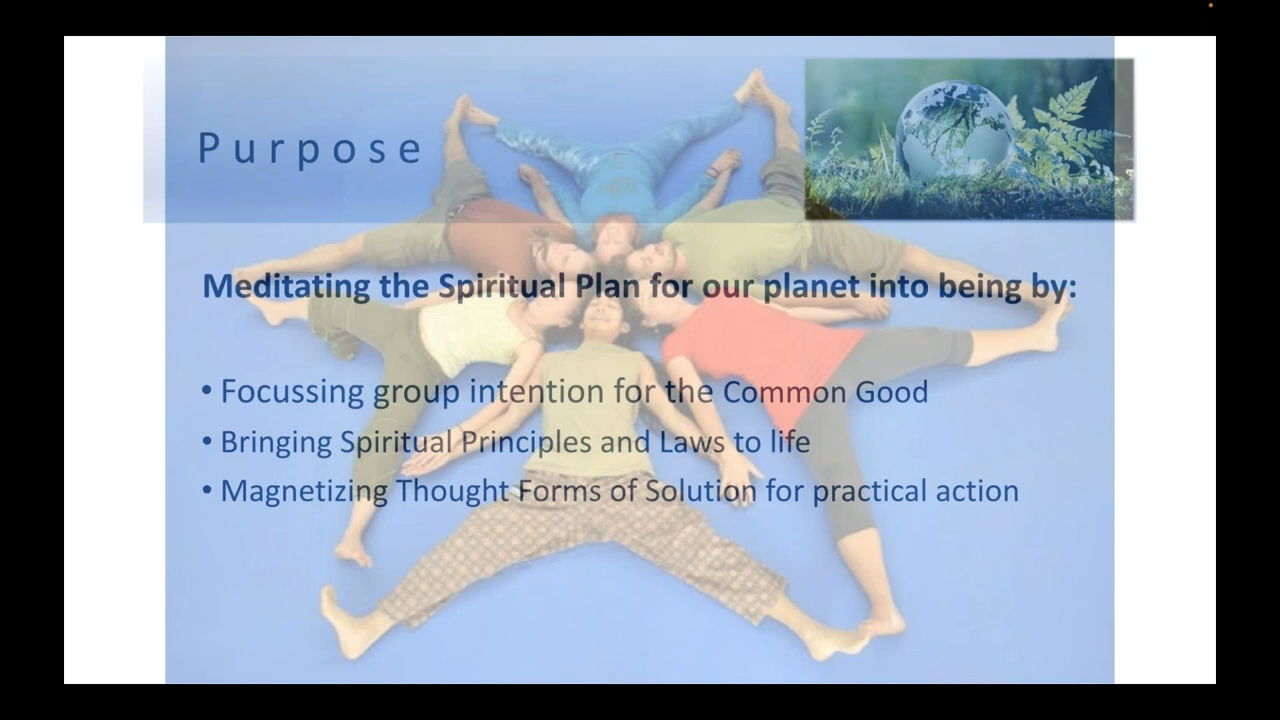 Purpose
Meditating the Spiritual Plan for our planet into being by:
• Focussing group intention for the Common Good
• Bringing Spiritual Principles and Laws to life
• Magnetizing Thought Forms of Solution for practical action